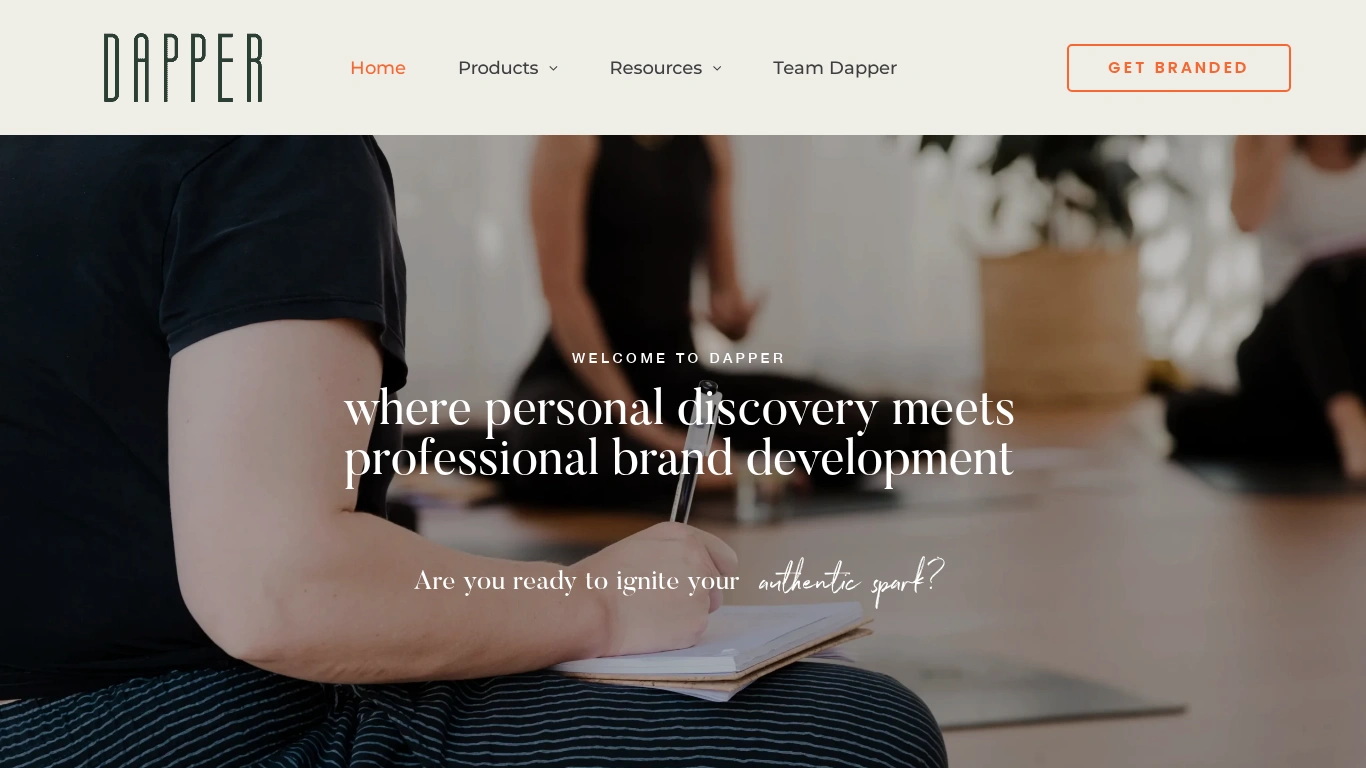 DAPPER
Home
Products
Resources
Team Dapper
GET BRANDED
WELCOME TO DAPPER
where personal discovery meets
professional brand development
Are you ready to ignite your authentic spark?